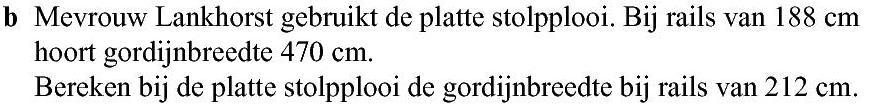 b Mevrouw Lankhorst gebruikt de platte stolpplooi. Bij rails van 188 cm
hoort gordijnbreedte 470 cm.
Bereken bij de platte stolpplooi de gordijnbreedte bij rails van 212 cm.